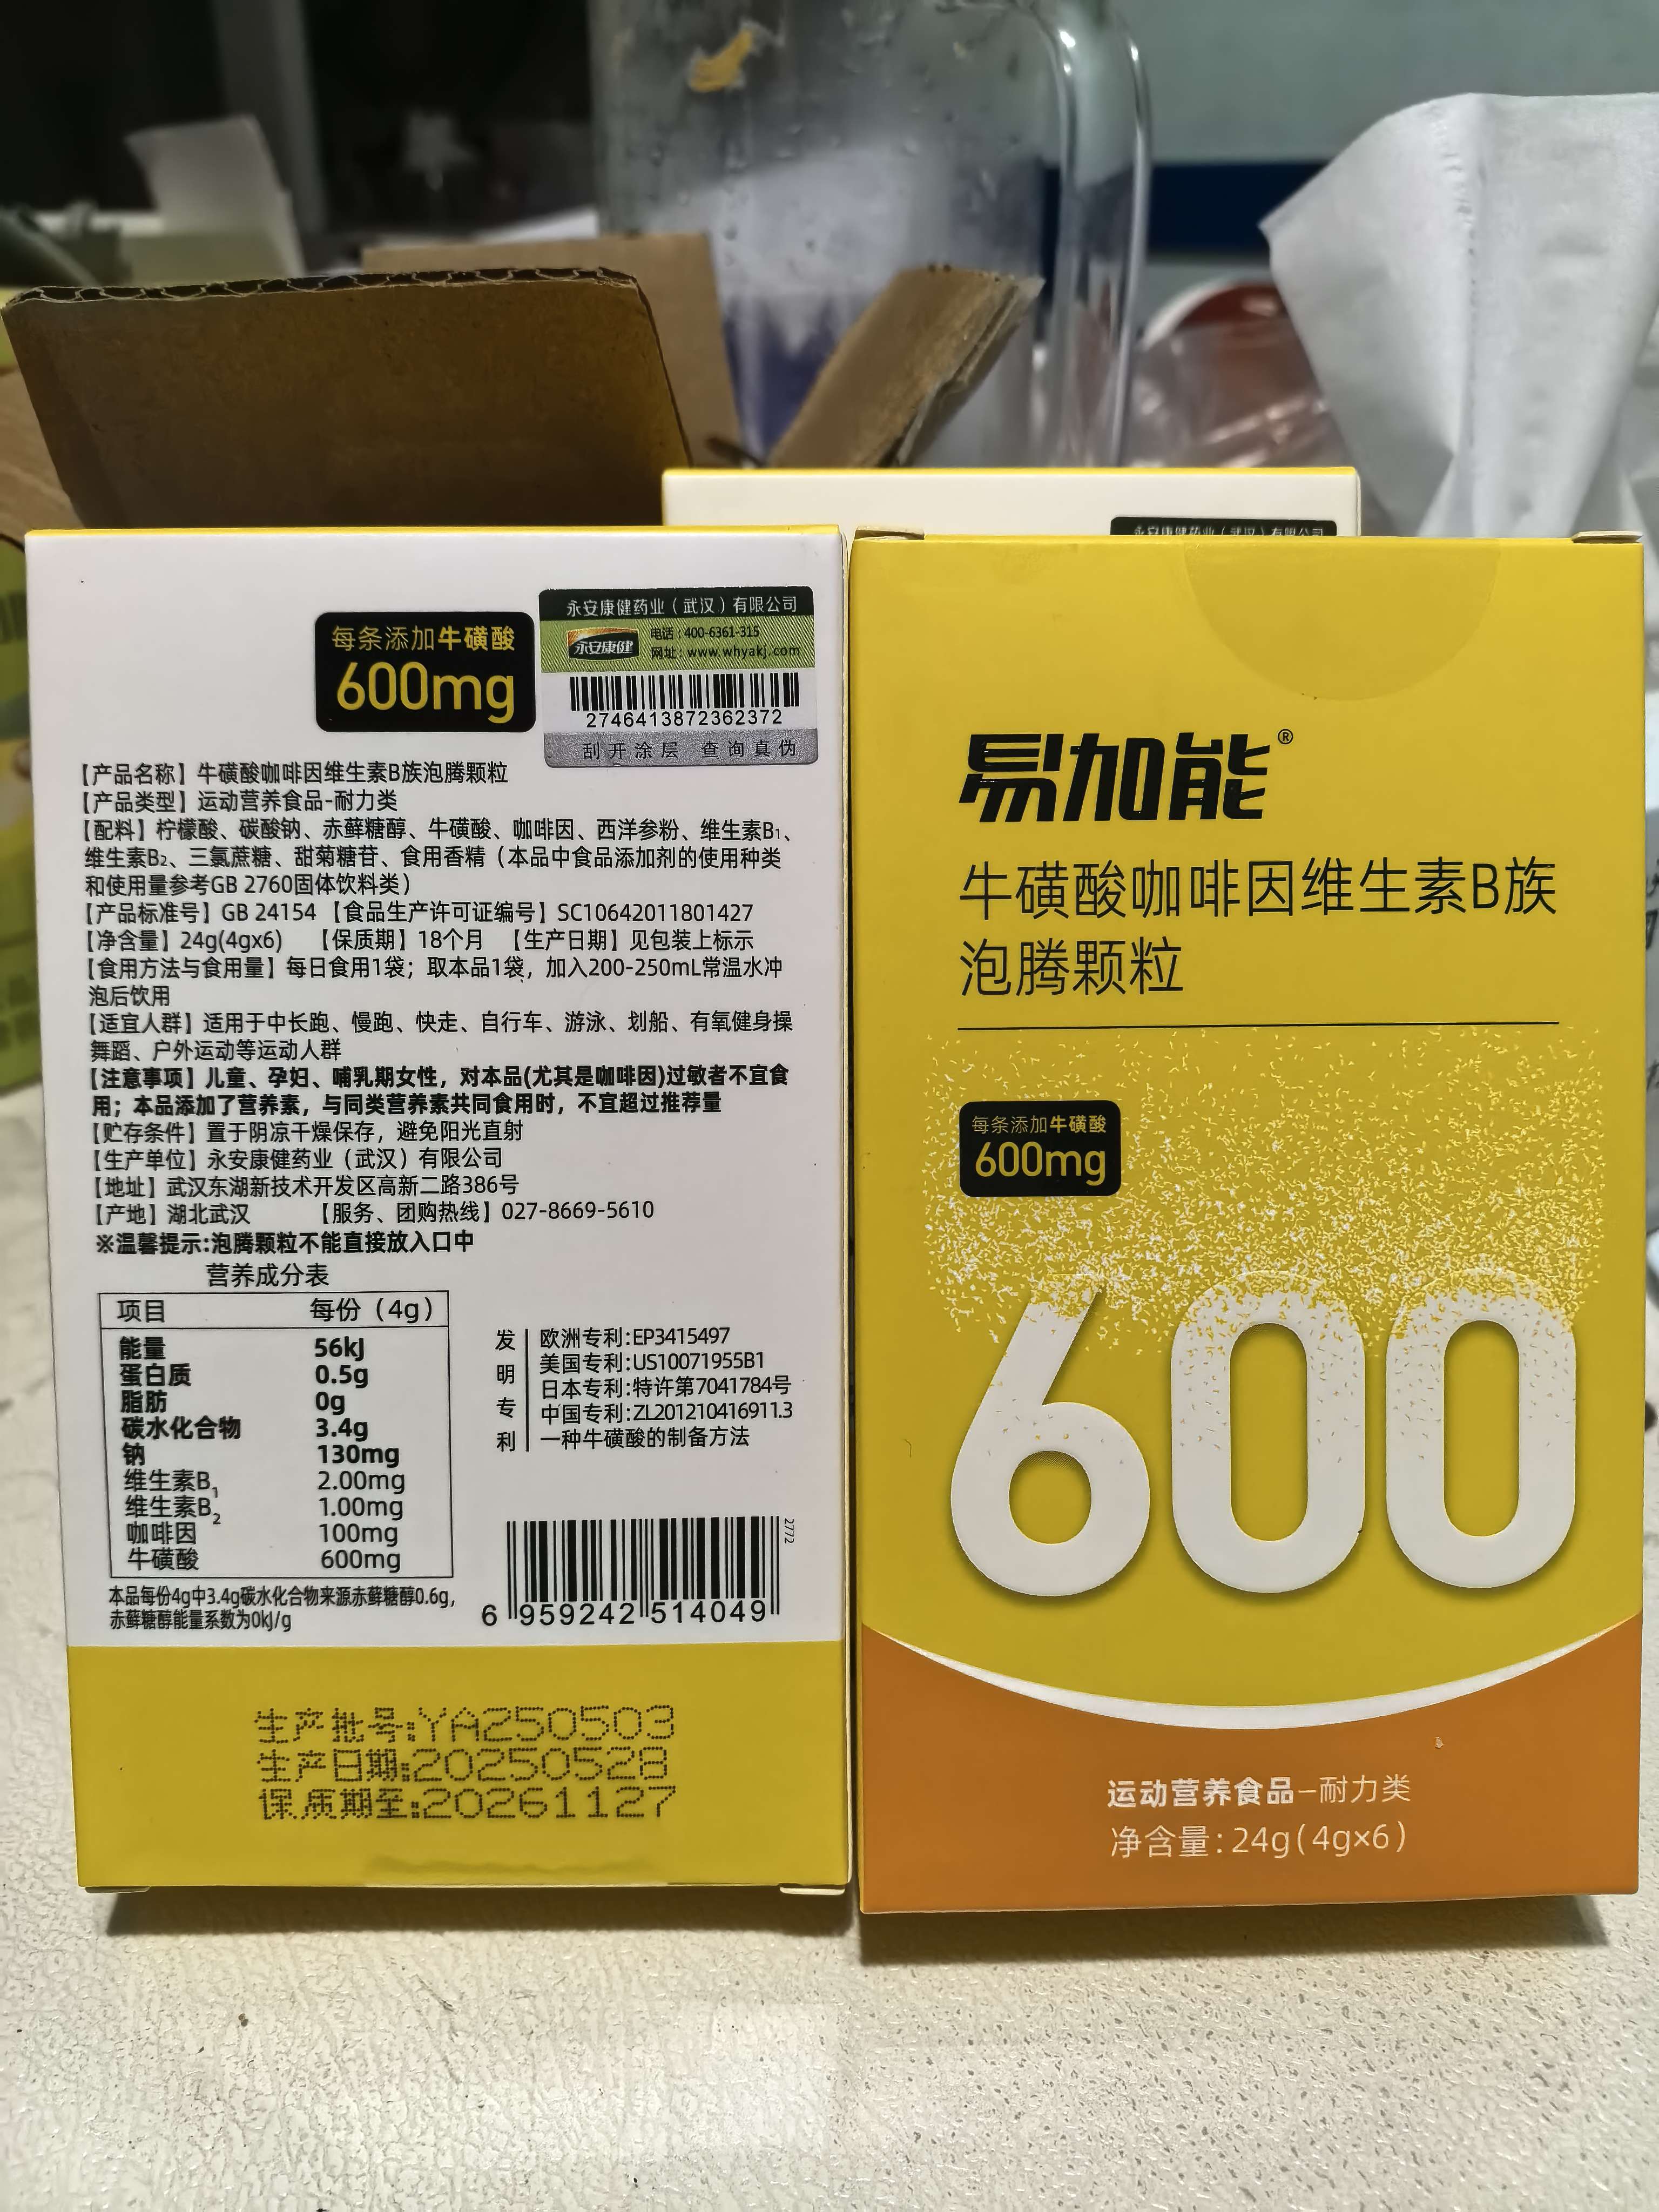 永安康健药业（武汉）有限公司
每条添加牛磺酸
600mg
永安康健药业（武汉）有限公司
永安康健
电话：400-6361-315
网址：www.whyakj.com
2746413872362372
刮开涂层 查询真伪
【产品名称】牛磺酸咖啡因维生素B族泡腾颗粒
【产品类型】运动营养食品-耐力类
【配料】柠檬酸、碳酸钠、赤藓糖醇、牛磺酸、咖啡因、西洋参粉、维生素B₁、
维生素B₂、三氯蔗糖、甜菊糖苷、食用香精（本品中食品添加剂的使用种类
和使用量参考GB 2760固体饮料类）
【产品标准号】GB 24154 【食品生产许可证编号】SC10642011801427
【净含量】24g(4gx6) 【保质期】18个月 【生产日期】见包装上标示
【食用方法与食用量】每日食用1袋；取本品1袋，加入200-250mL常温水冲
泡后饮用
【适宜人群】适用于中长跑、慢跑、快走、自行车、游泳、划船、有氧健身操
舞蹈、户外运动等运动人群
【注意事项】儿童、孕妇、哺乳期女性，对本品(尤其是咖啡因)过敏者不宜食
用；本品添加了营养素，与同类营养素共同食用时，不宜超过推荐量
【贮存条件】置于阴凉干燥保存，避免阳光直射
【生产单位】永安康健药业（武汉）有限公司
【地址】武汉东湖新技术开发区高新二路386号
【产地】湖北武汉 【服务、团购热线】027-8669-5610
※温馨提示:泡腾颗粒不能直接放入口中
营养成分表
项目 每份（4g）
能量 56kJ
蛋白质 0.5g
脂肪 0g
碳水化合物 3.4g
钠 130mg
维生素B₁ 2.00mg
维生素B₂ 1.00mg
咖啡因 100mg
牛磺酸 600mg
本品每份4g中3.4g碳水化合物来源赤藓糖醇0.6g，
赤藓糖醇能量系数为0kJ/g
发明专利
欧洲专利:EP3415497
美国专利:US10071955B1
日本专利:特许第7041784号
中国专利:ZL201210416911.3
一种牛磺酸的制备方法
2772
6 959242 514049
生产批号:YA250503
生产日期:20250528
保质期至:20261127
易加能®
牛磺酸咖啡因维生素B族
泡腾颗粒
每条添加牛磺酸
600mg
600
运动营养食品-耐力类
净含量: 24g(4g×6)